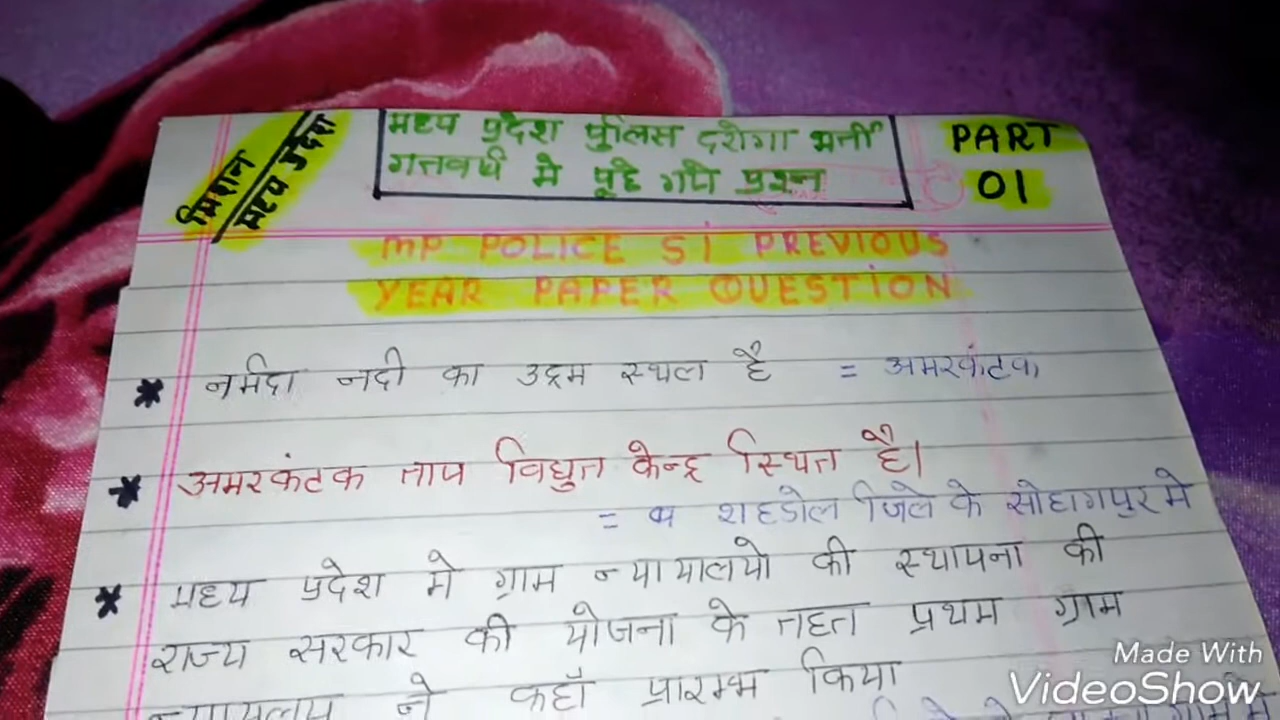 मिशन
मध्य प्रदेश
मध्य प्रदेश पुलिस दरोगा भर्ती
गतवर्ष मे पूछे गये प्रश्न
PART
01
MP POLICE Si PREVIOUS
YEAR PAPER QUESTiON
* नर्मदा नदी का उद्गम स्थल है = अमरकंटक
* अमरकंटक ताप विद्युत केन्द्र स्थित है।
= शहडोल जिले के सोहागपुर मे
* मध्य प्रदेश मे ग्राम न्यायालयो की स्थापना की
राज्य सरकार की योजना के तहत प्रथम ग्राम
न्यायालय ने कहाँ प्रारम्भ किया
Made With
VideoShow